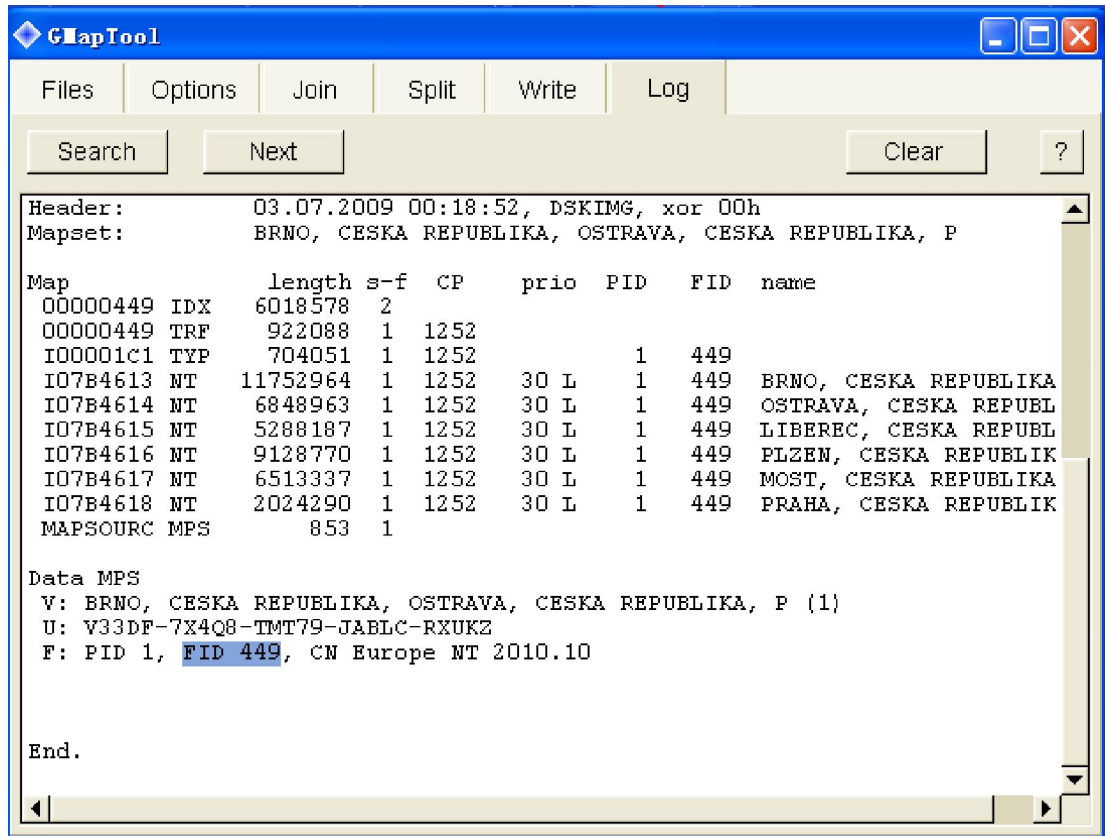 GMapTool
Files Options Join Split Write Log
Search Next Clear ?
Header: 03.07.2009 00:18:52, DSKIMG, xor 00h
Mapset: BRNO, CESKA REPUBLIKA, OSTRAVA, CESKA REPUBLIKA, P
Map length s-f CP prio PID FID name
00000449 IDX 6018578 2
00000449 TRF 922088 1 1252
I00001C1 TYP 704051 1 1252 1 449
I07B4613 NT 11752964 1 1252 30 L 1 449 BRNO, CESKA REPUBLIKA
I07B4614 NT 6848963 1 1252 30 L 1 449 OSTRAVA, CESKA REPUBL
I07B4615 NT 5288187 1 1252 30 L 1 449 LIBEREC, CESKA REPUBL
I07B4616 NT 9128770 1 1252 30 L 1 449 PLZEN, CESKA REPUBLIK
I07B4617 NT 6513337 1 1252 30 L 1 449 MOST, CESKA REPUBLIKA
I07B4618 NT 2024290 1 1252 30 L 1 449 PRAHA, CESKA REPUBLIK
MAPSOURC MPS 853 1
Data MPS
V: BRNO, CESKA REPUBLIKA, OSTRAVA, CESKA REPUBLIKA, P (1)
U: V33DF-7X4Q8-TMT79-JABLC-RXUKZ
F: PID 1, FID 449, CN Europe NT 2010.10
End.